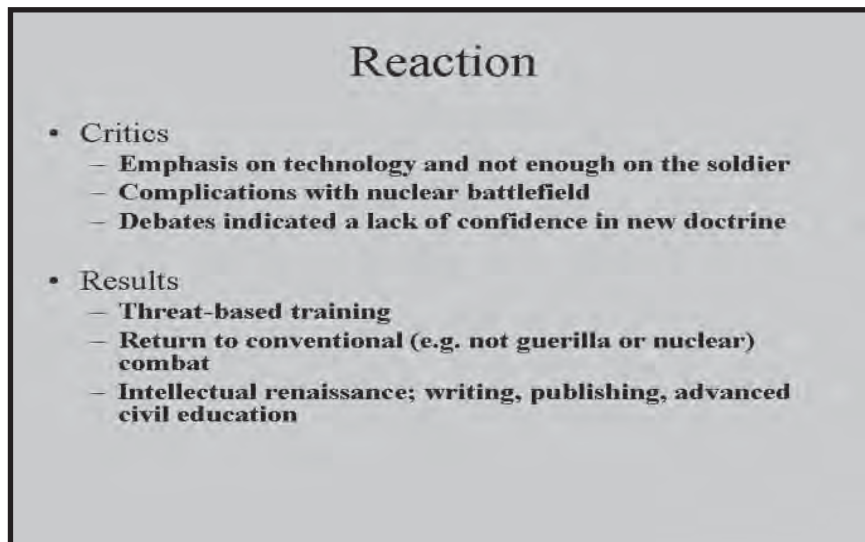 Reaction
• Critics
– Emphasis on technology and not enough on the soldier
– Complications with nuclear battlefield
– Debates indicated a lack of confidence in new doctrine
• Results
– Threat-based training
– Return to conventional (e.g. not guerilla or nuclear)
combat
– Intellectual renaissance; writing, publishing, advanced
civil education